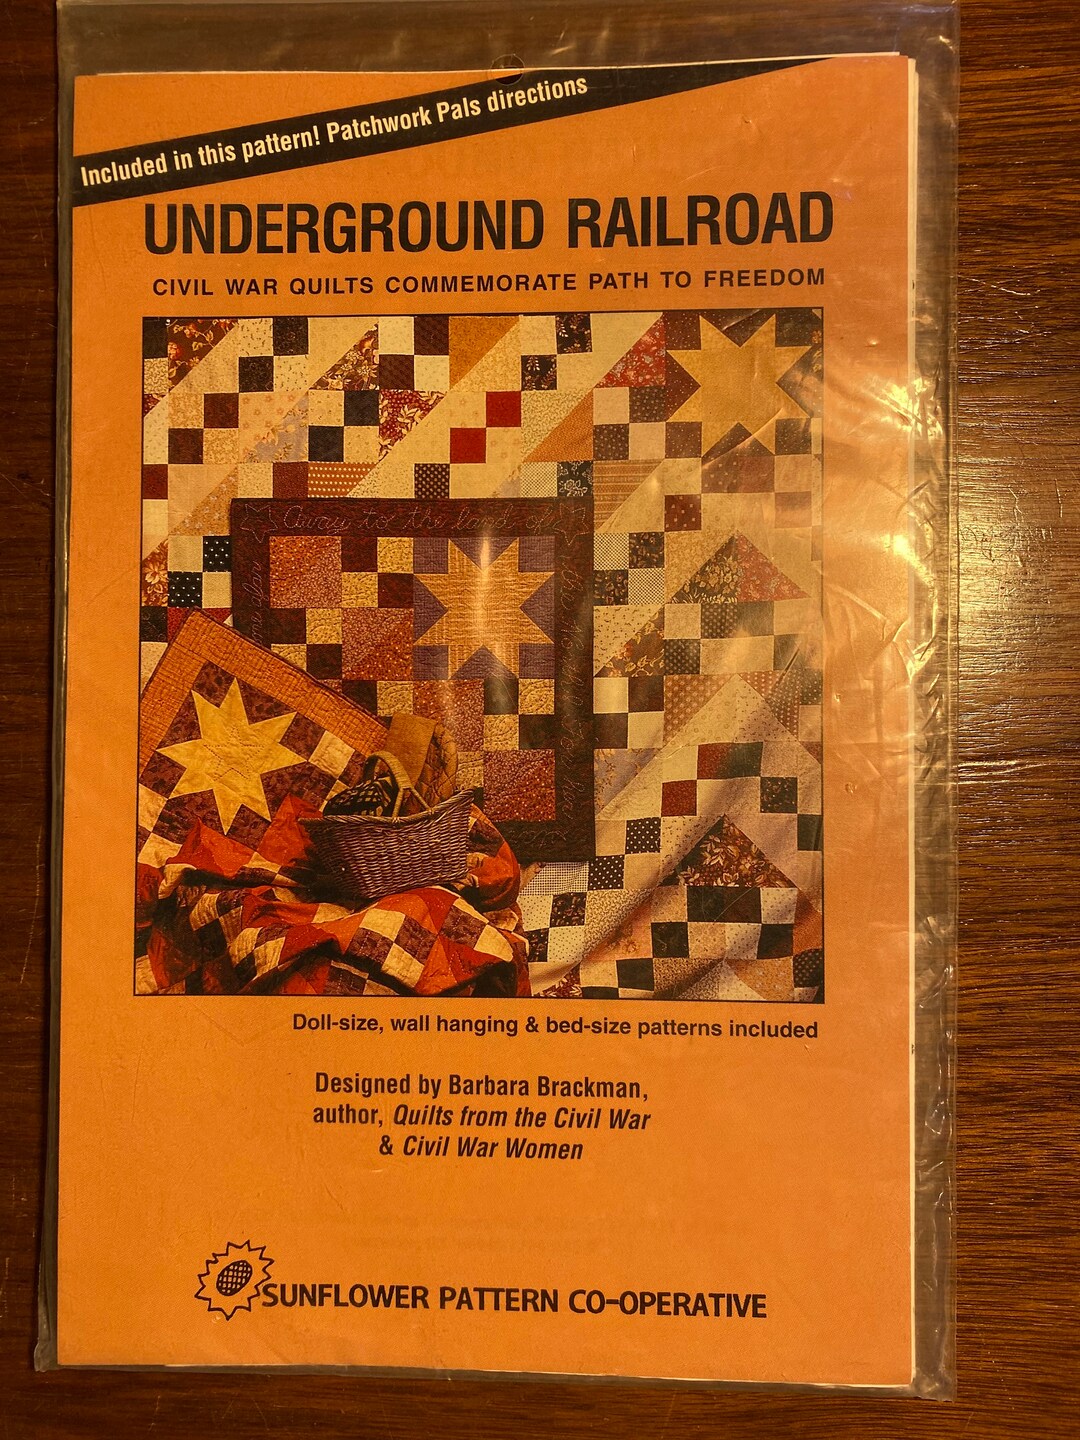 Included in this pattern! Patchwork Pals directions
UNDERGROUND RAILROAD
CIVIL WAR QUILTS COMMEMORATE PATH TO FREEDOM
Away to the land of
Doll-size, wall hanging & bed-size patterns included
Designed by Barbara Brackman,
author, Quilts from the Civil War
& Civil War Women
SUNFLOWER PATTERN CO-OPERATIVE